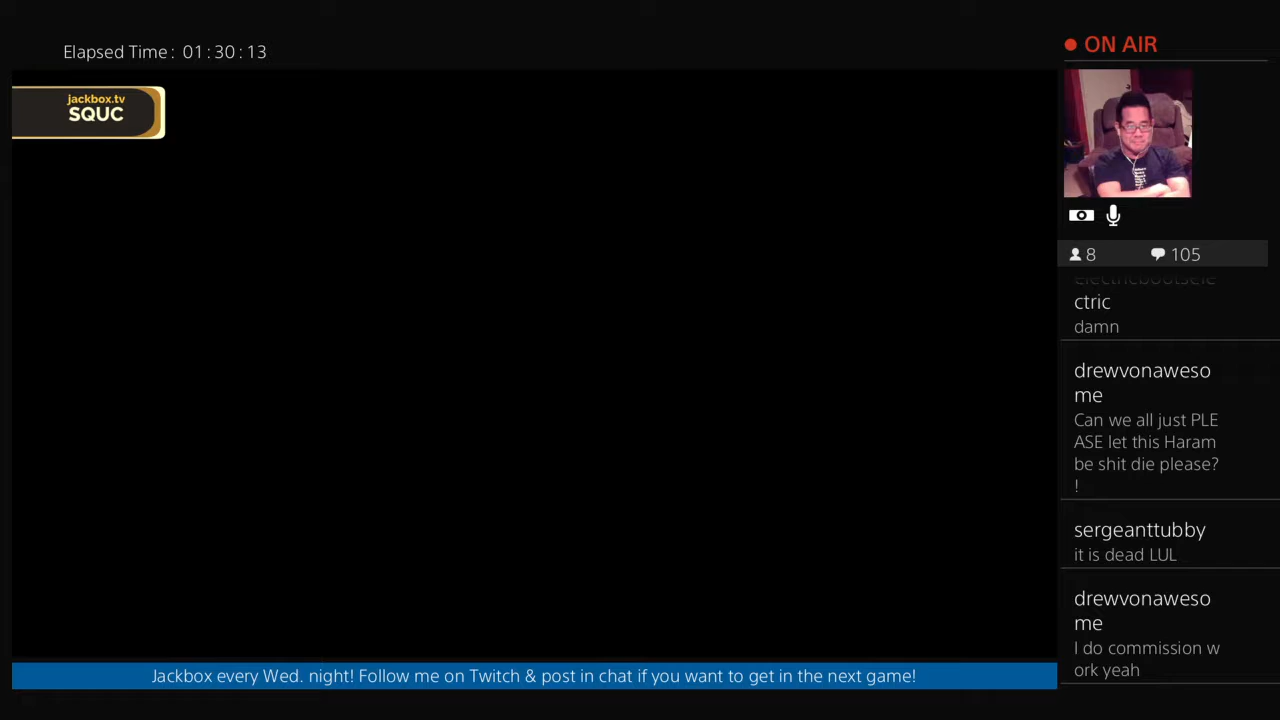 Elapsed Time: 01:30:13
ON AIR
jackbox.tv
SQUC
8 105
electricbootsele
ctric
damn
drewvonaweso
me
Can we all just PLE
ASE let this Haram
be shit die please?
!
sergeanttubby
it is dead LUL
drewvonaweso
me
I do commission w
ork yeah
Jackbox every Wed. night! Follow me on Twitch & post in chat if you want to get in the next game!